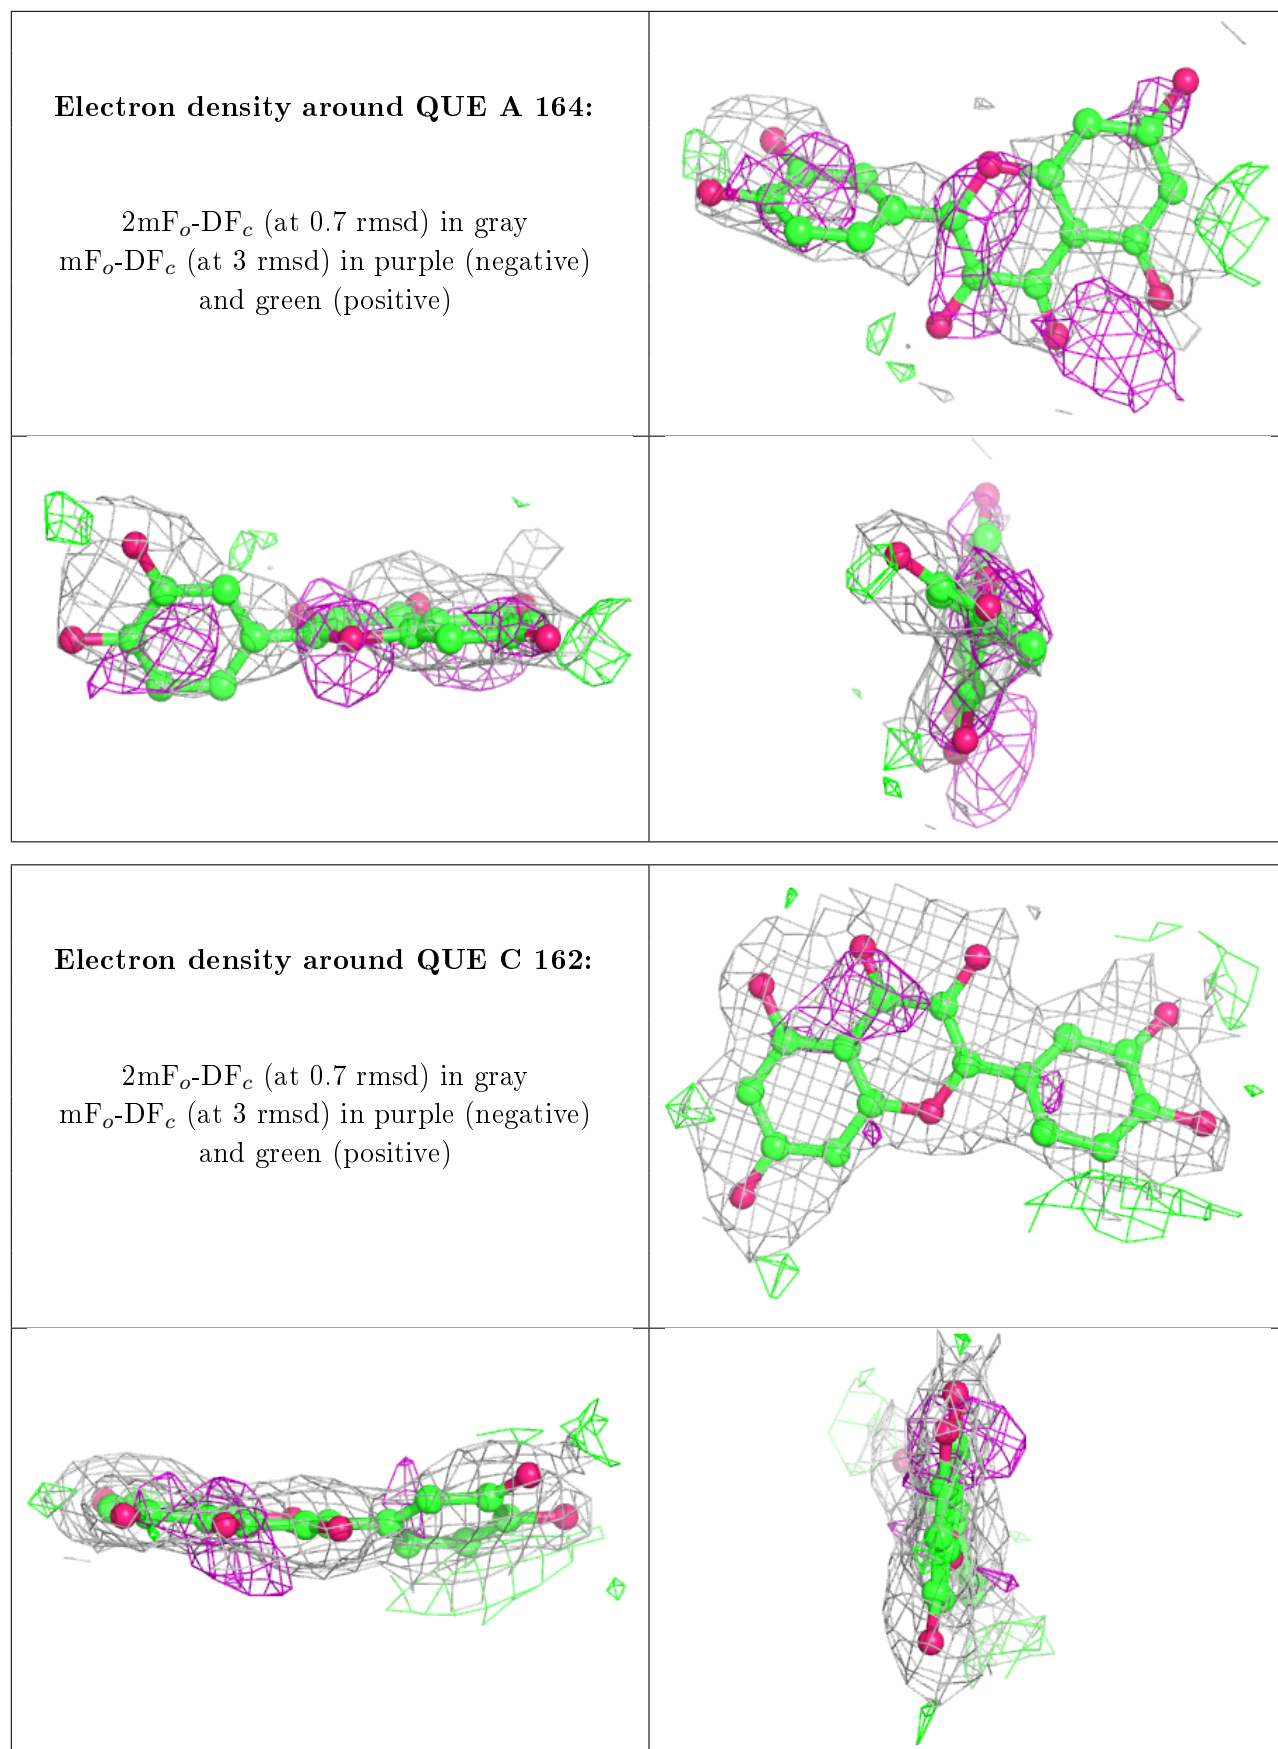 Electron density around QUE A 164:
2mFo-DFc (at 0.7 rmsd) in gray
mFo-DFc (at 3 rmsd) in purple (negative)
and green (positive)
Electron density around QUE C 162:
2mFo-DFc (at 0.7 rmsd) in gray
mFo-DFc (at 3 rmsd) in purple (negative)
and green (positive)